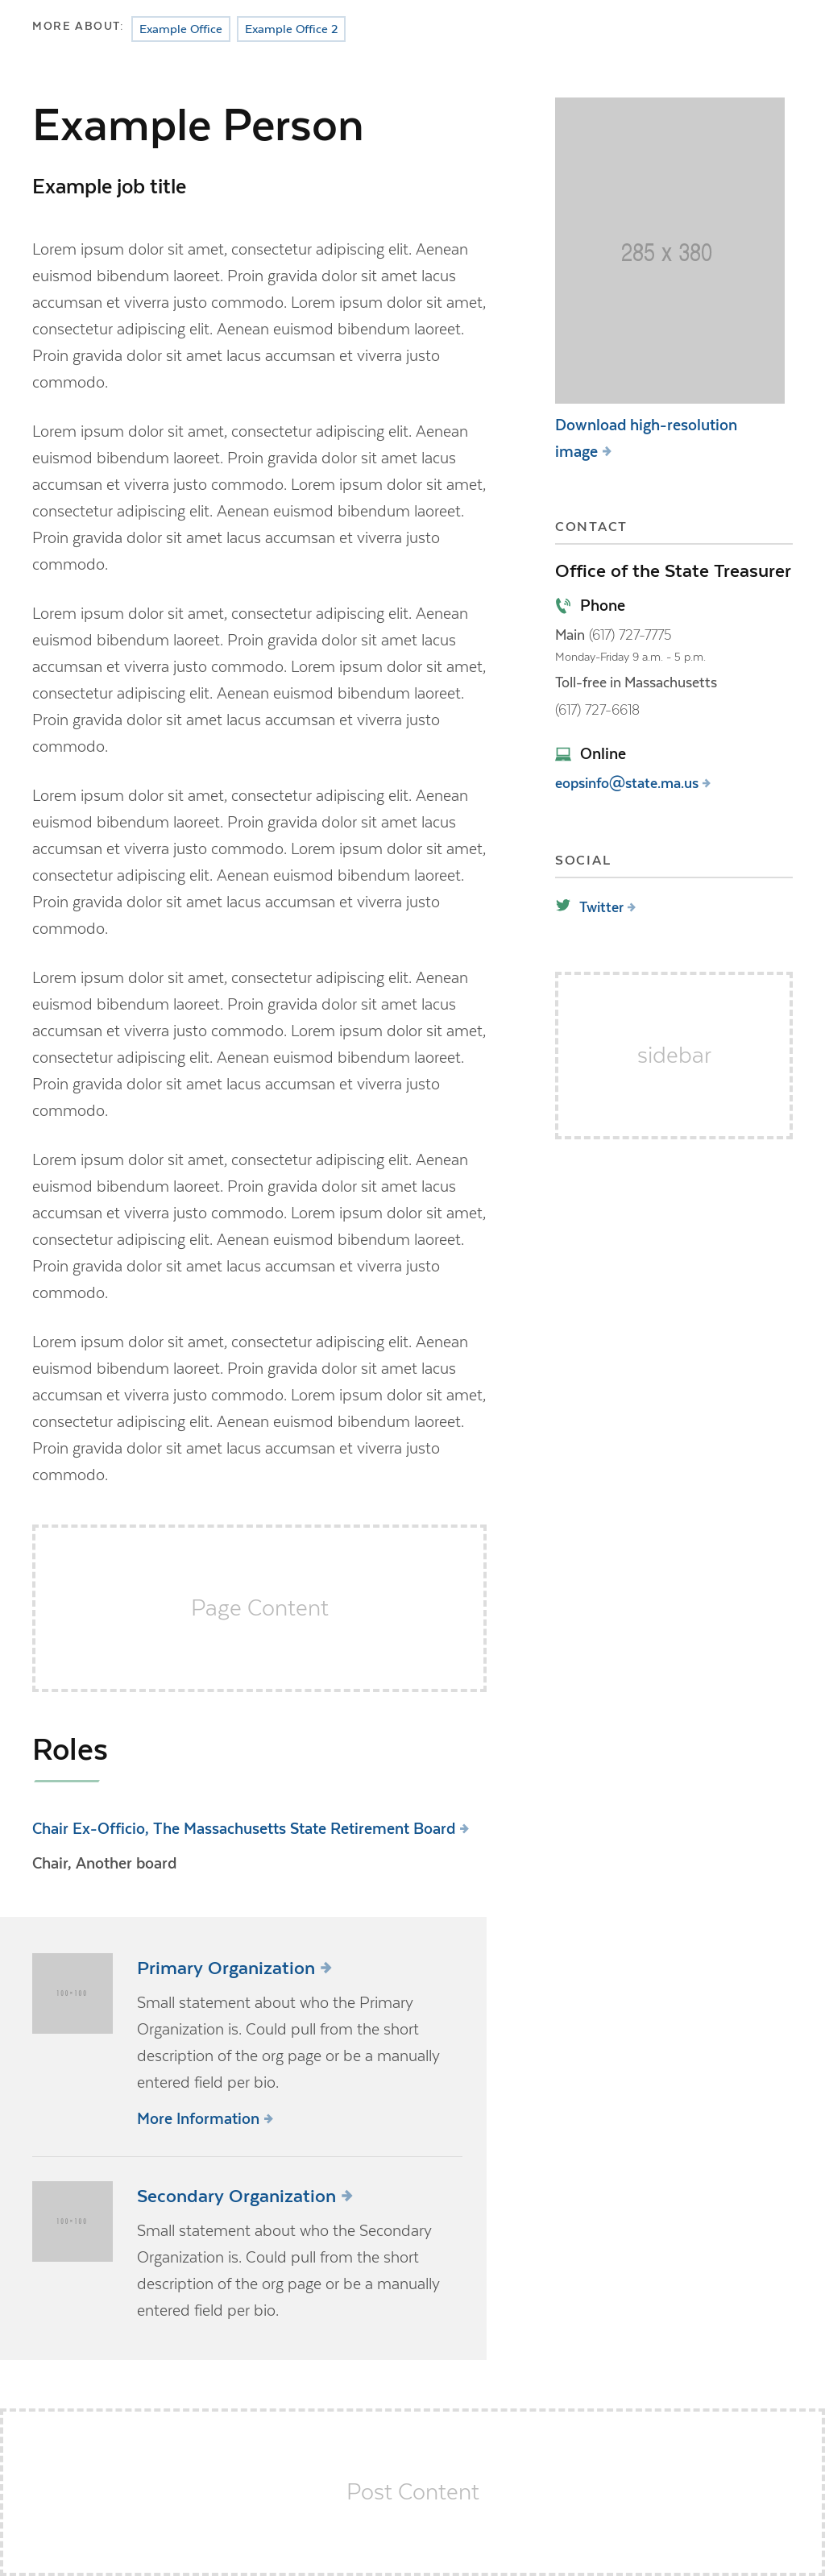 MORE ABOUT: Example Office Example Office 2
Example Person
Example job title
Lorem ipsum dolor sit amet, consectetur adipiscing elit. Aenean
euismod bibendum laoreet. Proin gravida dolor sit amet lacus
accumsan et viverra justo commodo. Lorem ipsum dolor sit amet,
consectetur adipiscing elit. Aenean euismod bibendum laoreet.
Proin gravida dolor sit amet lacus accumsan et viverra justo
commodo.
Lorem ipsum dolor sit amet, consectetur adipiscing elit. Aenean
euismod bibendum laoreet. Proin gravida dolor sit amet lacus
accumsan et viverra justo commodo. Lorem ipsum dolor sit amet,
consectetur adipiscing elit. Aenean euismod bibendum laoreet.
Proin gravida dolor sit amet lacus accumsan et viverra justo
commodo.
Lorem ipsum dolor sit amet, consectetur adipiscing elit. Aenean
euismod bibendum laoreet. Proin gravida dolor sit amet lacus
accumsan et viverra justo commodo. Lorem ipsum dolor sit amet,
consectetur adipiscing elit. Aenean euismod bibendum laoreet.
Proin gravida dolor sit amet lacus accumsan et viverra justo
commodo.
Lorem ipsum dolor sit amet, consectetur adipiscing elit. Aenean
euismod bibendum laoreet. Proin gravida dolor sit amet lacus
accumsan et viverra justo commodo. Lorem ipsum dolor sit amet,
consectetur adipiscing elit. Aenean euismod bibendum laoreet.
Proin gravida dolor sit amet lacus accumsan et viverra justo
commodo.
Lorem ipsum dolor sit amet, consectetur adipiscing elit. Aenean
euismod bibendum laoreet. Proin gravida dolor sit amet lacus
accumsan et viverra justo commodo. Lorem ipsum dolor sit amet,
consectetur adipiscing elit. Aenean euismod bibendum laoreet.
Proin gravida dolor sit amet lacus accumsan et viverra justo
commodo.
Lorem ipsum dolor sit amet, consectetur adipiscing elit. Aenean
euismod bibendum laoreet. Proin gravida dolor sit amet lacus
accumsan et viverra justo commodo. Lorem ipsum dolor sit amet,
consectetur adipiscing elit. Aenean euismod bibendum laoreet.
Proin gravida dolor sit amet lacus accumsan et viverra justo
commodo.
Lorem ipsum dolor sit amet, consectetur adipiscing elit. Aenean
euismod bibendum laoreet. Proin gravida dolor sit amet lacus
accumsan et viverra justo commodo. Lorem ipsum dolor sit amet,
consectetur adipiscing elit. Aenean euismod bibendum laoreet.
Proin gravida dolor sit amet lacus accumsan et viverra justo
commodo.
Page Content
Roles
Chair Ex-Officio, The Massachusetts State Retirement Board
Chair, Another board
100×100
Primary Organization
Small statement about who the Primary
Organization is. Could pull from the short
description of the org page or be a manually
entered field per bio.
More Information
100×100
Secondary Organization
Small statement about who the Secondary
Organization is. Could pull from the short
description of the org page or be a manually
entered field per bio.
285 x 380
Download high-resolution
image
CONTACT
Office of the State Treasurer
Phone
Main (617) 727-7775
Monday-Friday 9 a.m. - 5 p.m.
Toll-free in Massachusetts
(617) 727-6618
Online
eopsinfo@state.ma.us
SOCIAL
Twitter
sidebar
Post Content